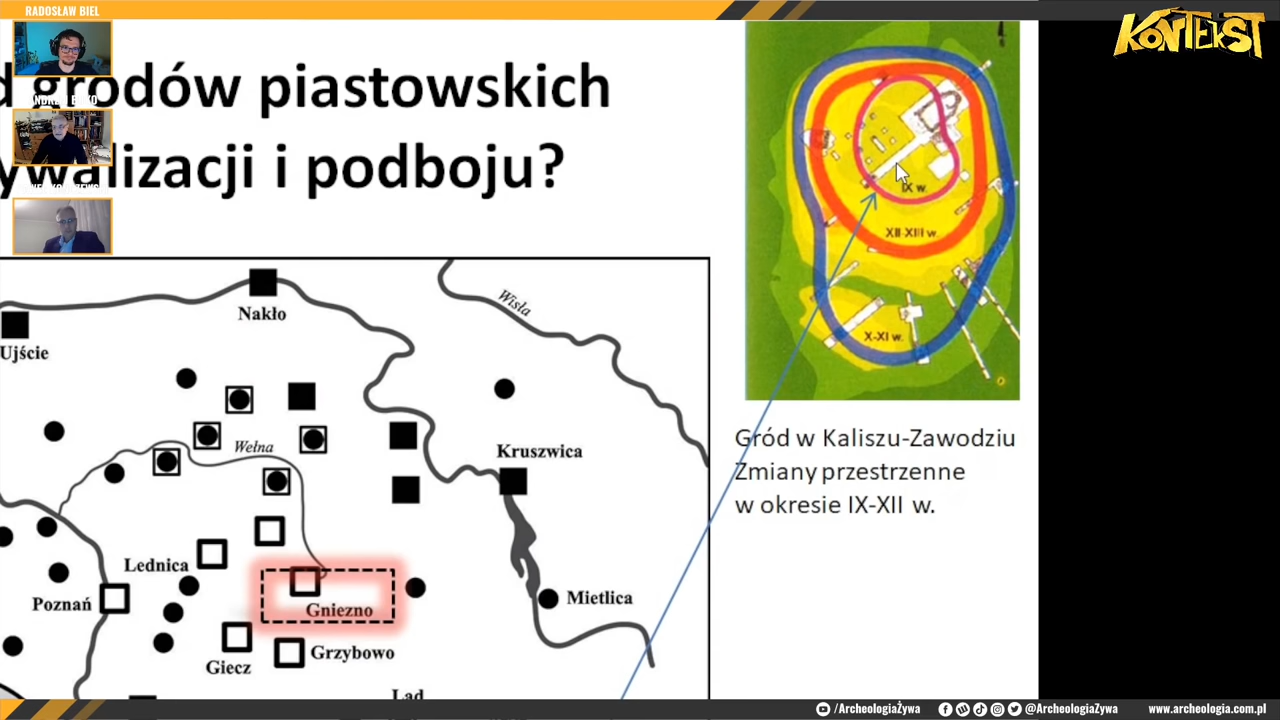 RADOSŁAW BIEL
KONTEKST
d grodów piastowskich
ywalizacji i podboju?
IX w.
XII-XIII w.
X-XI w.
Gród w Kaliszu-Zawodziu
Zmiany przestrzenne
w okresie IX-XII w.
Wisła
Nakło
Ujście
Wełna
Kruszwica
Lednica
Poznań
Gniezno
Mietlica
Giecz
Grzybowo
Ląd
/ArcheologiaŻywa
@ArcheologiaŻywa
www.archeologia.com.pl